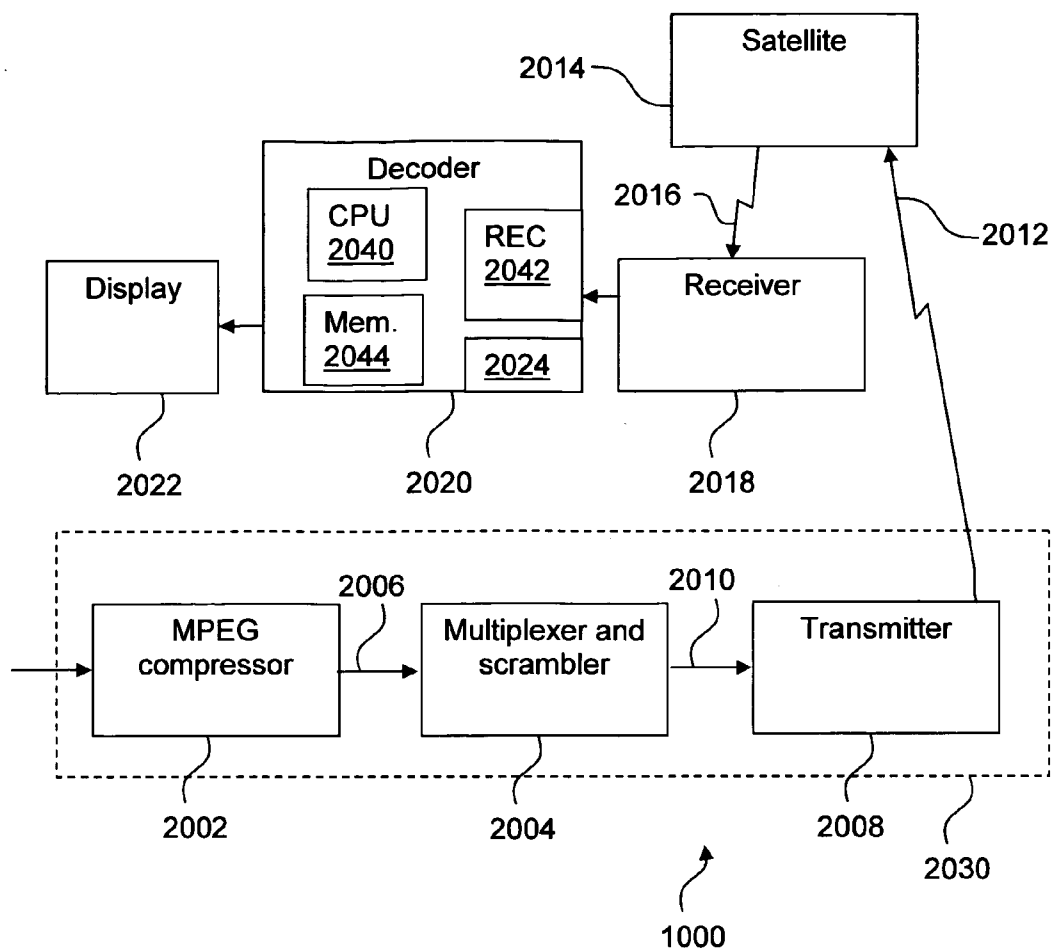 Satellite
2014
Decoder
CPU
2040
REC
2042
Mem.
2044
2024
Display
Receiver
2016
2012
2022
2020
2018
2006
2010
MPEG
compressor
Multiplexer and
scrambler
Transmitter
2002
2004
2008
2030
1000